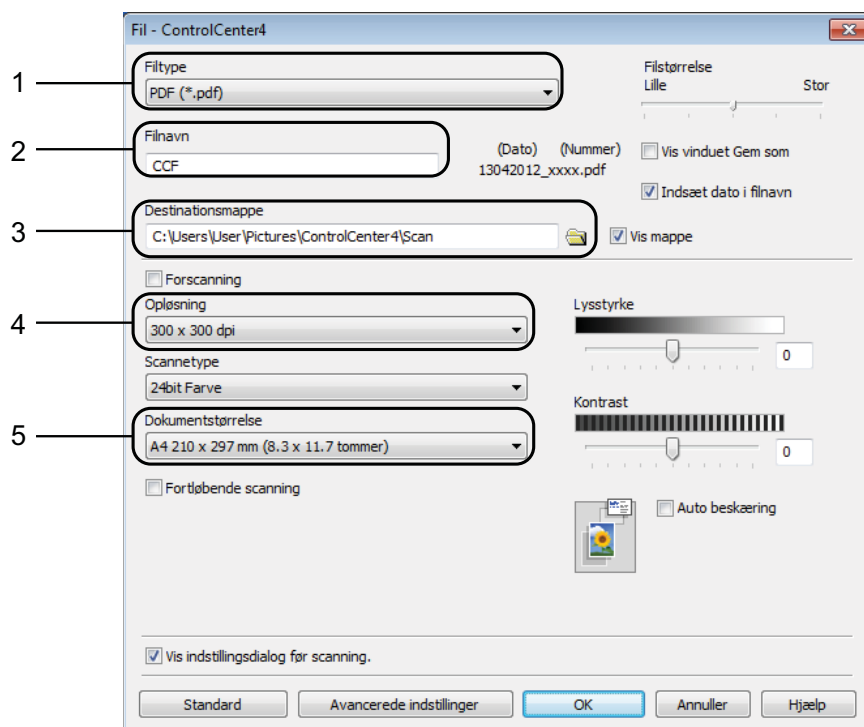 Fil - ControlCenter4
1
Filtype
PDF (*.pdf)
Filstørrelse
Lille Stor
2
Filnavn
CCF
(Dato) (Nummer)
13042012_xxxx.pdf
Vis vinduet Gem som
Indsæt dato i filnavn
3
Destinationsmappe
C:\Users\User\Pictures\ControlCenter4\Scan
Vis mappe
Forscanning
4
Opløsning
300 x 300 dpi
Lysstyrke
0
Scannetype
24bit Farve
Kontrast
0
5
Dokumentstørrelse
A4 210 x 297 mm (8.3 x 11.7 tommer)
Fortløbende scanning
Auto beskæring
Vis indstillingsdialog før scanning.
Standard Avancerede indstillinger OK Annuller Hjælp